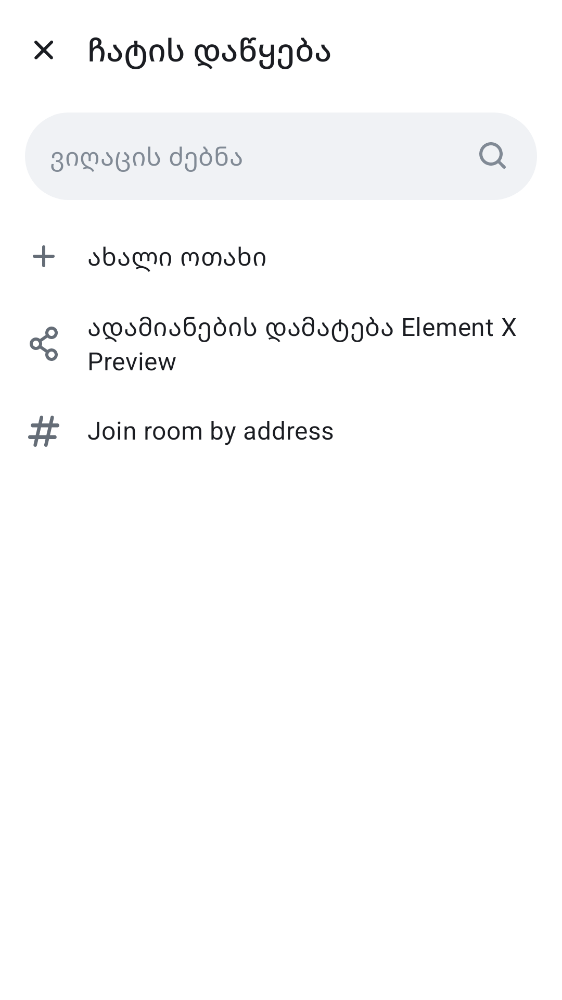 ჩატის დაწყება
ვიღაცის ძებნა
ახალი ოთახი
ადამიანების დამატება Element X
Preview
Join room by address